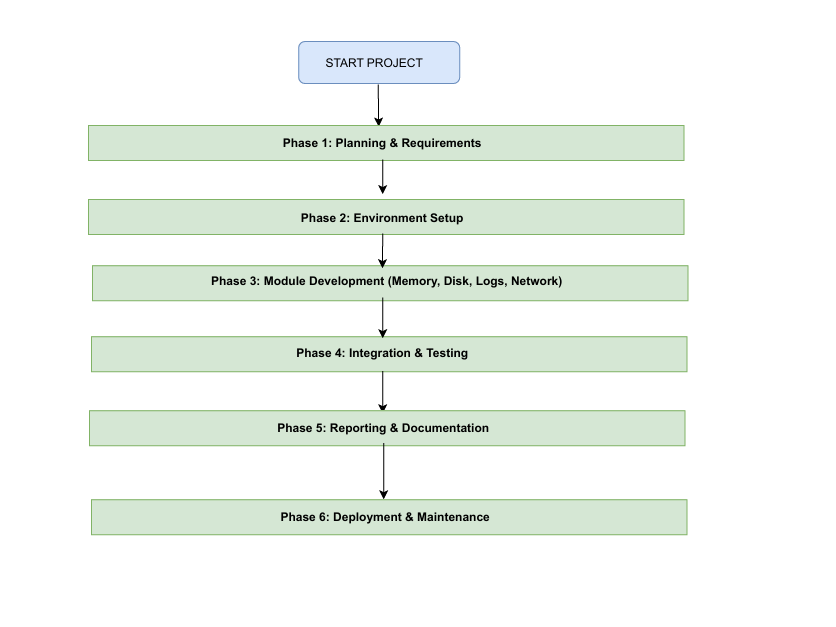 START PROJECT
Phase 1: Planning & Requirements
Phase 2: Environment Setup
Phase 3: Module Development (Memory, Disk, Logs, Network)
Phase 4: Integration & Testing
Phase 5: Reporting & Documentation
Phase 6: Deployment & Maintenance